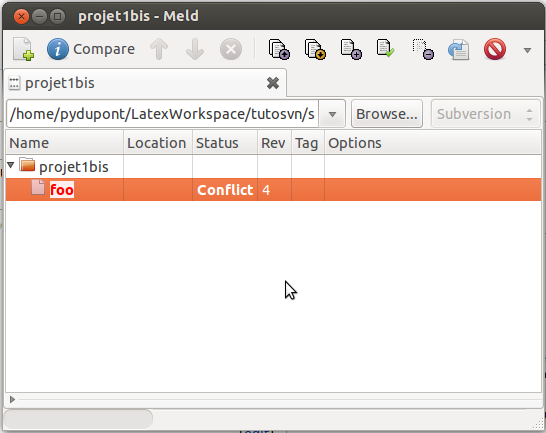 projet1bis - Meld
Compare
projet1bis
/home/pydupont/LatexWorkspace/tutosvn/s
Browse...
Subversion
Name Location Status Rev Tag Options
projet1bis
foo Conflict 4